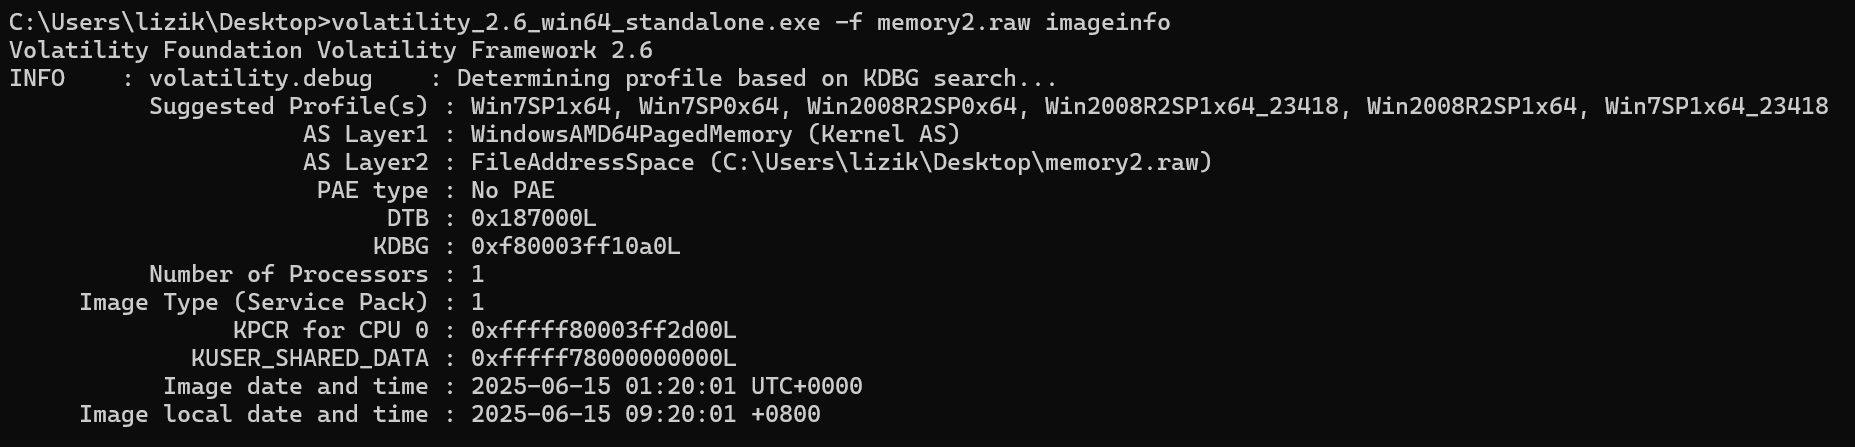 C:\Users\lizik\Desktop>volatility_2.6_win64_standalone.exe -f memory2.raw imageinfo
Volatility Foundation Volatility Framework 2.6
INFO    : volatility.debug    : Determining profile based on KDBG search...
          Suggested Profile(s) : Win7SP1x64, Win7SP0x64, Win2008R2SP0x64, Win2008R2SP1x64_23418, Win2008R2SP1x64, Win7SP1x64_23418
                     AS Layer1 : WindowsAMD64PagedMemory (Kernel AS)
                     AS Layer2 : FileAddressSpace (C:\Users\lizik\Desktop\memory2.raw)
                      PAE type : No PAE
                           DTB : 0x187000L
                          KDBG : 0xf80003ff10a0L
          Number of Processors : 1
     Image Type (Service Pack) : 1
                KPCR for CPU 0 : 0xfffff80003ff2d00L
             KUSER_SHARED_DATA : 0xfffff78000000000L
           Image date and time : 2025-06-15 01:20:01 UTC+0000
     Image local date and time : 2025-06-15 09:20:01 +0800